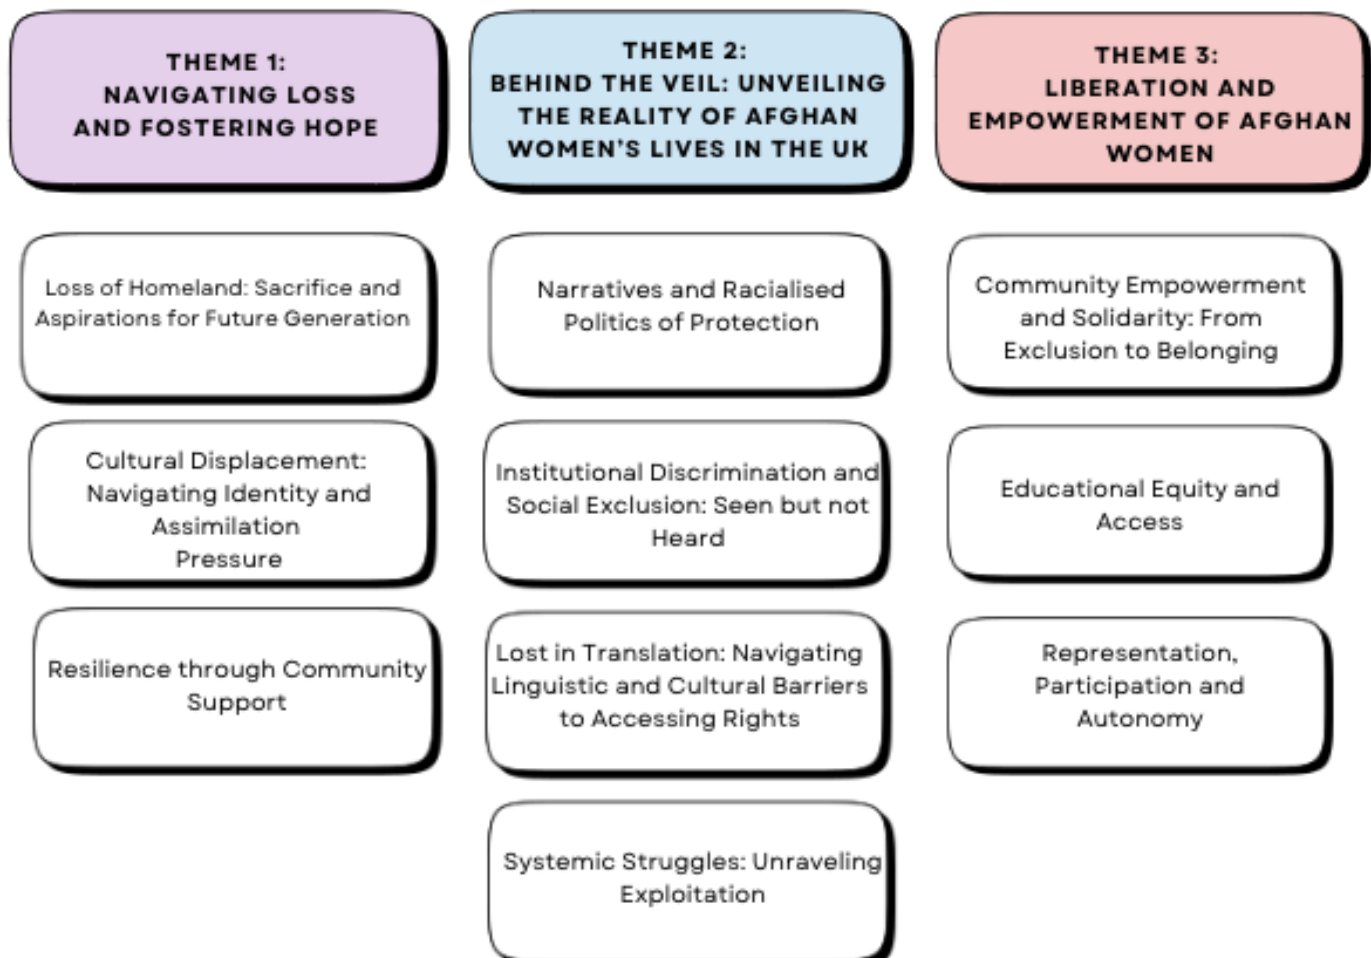 THEME 1:
NAVIGATING LOSS
AND FOSTERING HOPE
Loss of Homeland: Sacrifice and
Aspirations for Future Generation
Cultural Displacement:
Navigating Identity and
Assimilation
Pressure
Resilience through Community
Support
THEME 2:
BEHIND THE VEIL: UNVEILING
THE REALITY OF AFGHAN
WOMEN'S LIVES IN THE UK
Narratives and Racialised
Politics of Protection
Institutional Discrimination and
Social Exclusion: Seen but not
Heard
Lost in Translation: Navigating
Linguistic and Cultural Barriers
to Accessing Rights
Systemic Struggles: Unraveling
Exploitation
THEME 3:
LIBERATION AND
EMPOWERMENT OF AFGHAN
WOMEN
Community Empowerment
and Solidarity: From
Exclusion to Belonging
Educational Equity and
Access
Representation,
Participation and
Autonomy